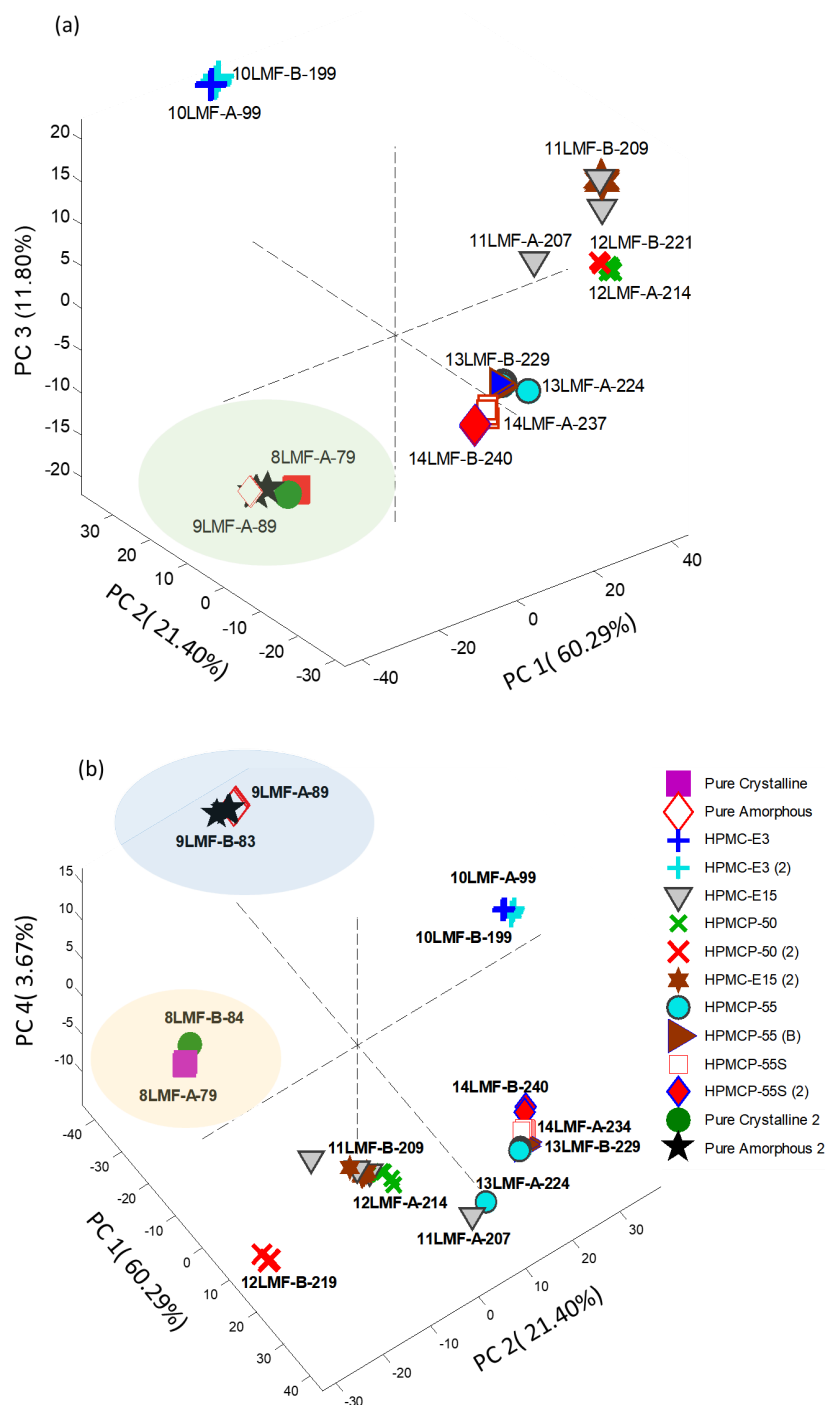 (a)
10LMF-B-199
10LMF-A-99
11LMF-B-209
11LMF-A-207
12LMF-B-221
12LMF-A-214
13LMF-B-229
13LMF-A-224
14LMF-A-237
14LMF-B-240
8LMF-A-79
9LMF-A-89
PC 3 (11.80%)
20
15
10
5
0
-5
-10
-15
-20
PC 2( 21.40%)
30
20
10
0
-10
-20
-30
PC 1( 60.29%)
-40
-20
0
20
40
(b)
9LMF-A-89
9LMF-B-83
10LMF-A-99
10LMF-B-199
8LMF-B-84
8LMF-A-79
14LMF-B-240
14LMF-A-234
13LMF-B-229
11LMF-B-209
12LMF-A-214
13LMF-A-224
11LMF-A-207
12LMF-B-219
PC 4( 3.67%)
15
10
5
0
-5
-10
PC 1( 60.29%)
-40
-30
-20
-10
0
10
20
30
40
PC 2( 21.40%)
-30
-20
-10
0
10
20
30
Pure Crystalline
Pure Amorphous
HPMC-E3
HPMC-E3 (2)
HPMC-E15
HPMCP-50
HPMCP-50 (2)
HPMC-E15 (2)
HPMCP-55
HPMCP-55 (B)
HPMCP-55S
HPMCP-55S (2)
Pure Crystalline 2
Pure Amorphous 2